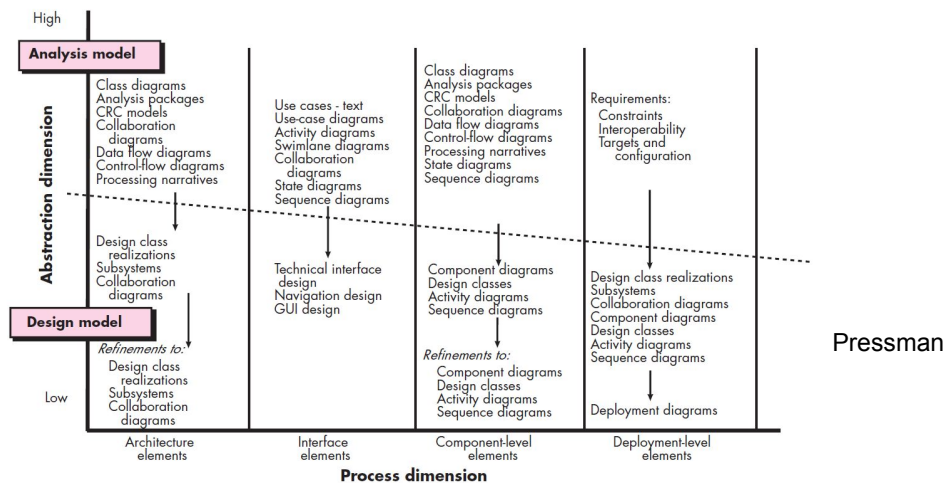 High
Analysis model
Abstraction dimension
Design model
Low
Class diagrams
Analysis packages
CRC models
Collaboration
diagrams
Data flow diagrams
Control-flow diagrams
Processing narratives
Design class
realizations
Subsystems
Collaboration
diagrams
Refinements to:
Design class
realizations
Subsystems
Collaboration
diagrams
Use cases - text
Use-case diagrams
Activity diagrams
Swimlane diagrams
Collaboration
diagrams
State diagrams
Sequence diagrams
Technical interface
design
Navigation design
GUI design
Class diagrams
Analysis packages
CRC models
Collaboration diagrams
Data flow diagrams
Control-flow diagrams
Processing narratives
State diagrams
Sequence diagrams
Component diagrams
Design classes
Activity diagrams
Sequence diagrams
Refinements to:
Component diagrams
Design classes
Activity diagrams
Sequence diagrams
Requirements:
Constraints
Interoperability
Targets and
configuration
Design class realizations
Subsystems
Collaboration diagrams
Component diagrams
Design classes
Activity diagrams
Sequence diagrams
Deployment diagrams
Architecture
elements
Interface
elements
Component-level
elements
Deployment-level
elements
Process dimension
Pressman